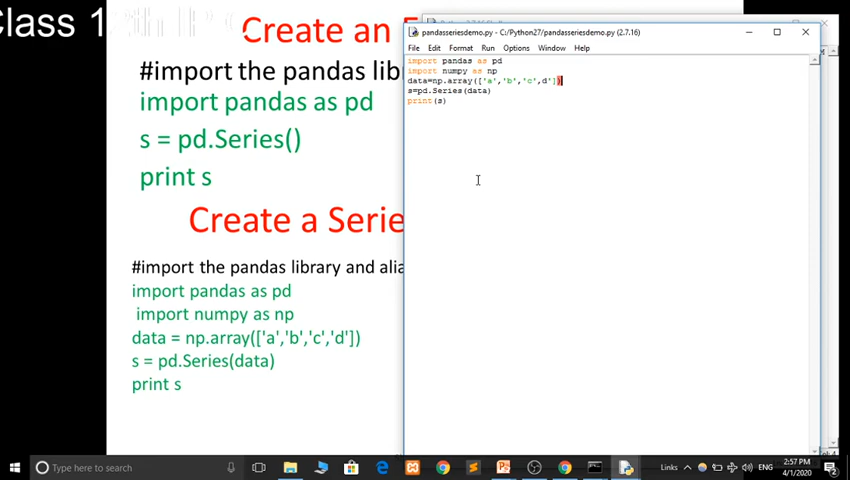 Class 1
Create an E
#import the pandas lib
import pandas as pd
s = pd.Series()
print s
Create a Serie
#import the pandas library and alia
import pandas as pd
import numpy as np
data = np.array(['a','b','c','d'])
s = pd.Series(data)
print s
pandasseriesdemo.py - C:/Python27/pandasseriesdemo.py (2.7.16)
File Edit Format Run Options Window Help
import pandas as pd
import numpy as np
data=np.array(['a','b','c',d'])
s=pd.Series(data)
print(s)
Type here to search
Links
ENG
2:57 PM
4/1/2020
2